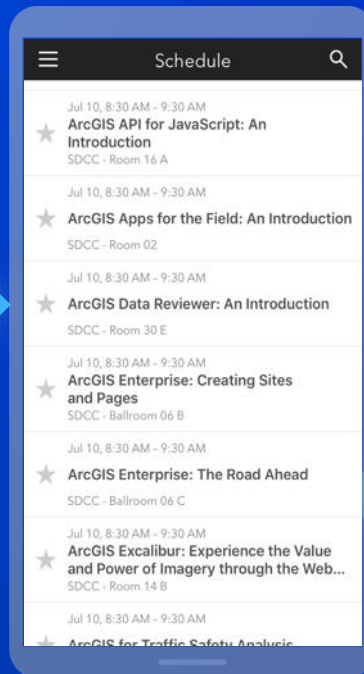 Schedule
Jul 10, 8:30 AM – 9:30 AM
ArcGIS API for JavaScript: An
Introduction
SDCC - Room 16 A
Jul 10, 8:30 AM – 9:30 AM
ArcGIS Apps for the Field: An Introduction
SDCC - Room 02
Jul 10, 8:30 AM – 9:30 AM
ArcGIS Data Reviewer: An Introduction
SDCC - Room 30 E
Jul 10, 8:30 AM – 9:30 AM
ArcGIS Enterprise: Creating Sites
and Pages
SDCC - Ballroom 06 B
Jul 10, 8:30 AM – 9:30 AM
ArcGIS Enterprise: The Road Ahead
SDCC - Ballroom 06 C
Jul 10, 8:30 AM – 9:30 AM
ArcGIS Excalibur: Experience the Value
and Power of Imagery through the Web...
SDCC - Room 14 B
Jul 10, 8:30 AM – 9:30 AM
ArcGIS for Traffic Safety Analysis